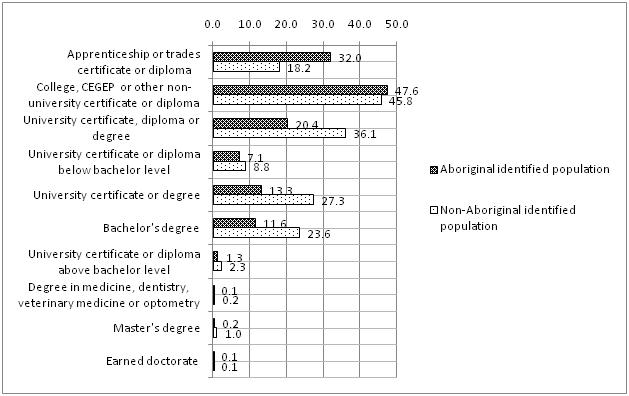 0.0 10.0 20.0 30.0 40.0 50.0
Apprenticeship or trades
certificate or diploma
32.0
18.2
College, CEGEP or other non-
university certificate or diploma
47.6
45.8
University certificate, diploma or
degree
20.4
36.1
University certificate or diploma
below bachelor level
7.1
8.8
University certificate or degree
13.3
27.3
Bachelor's degree
11.6
23.6
University certificate or diploma
above bachelor level
1.3
2.3
Degree in medicine, dentistry,
veterinary medicine or optometry
0.1
0.2
Master's degree
0.2
1.0
Earned doctorate
0.1
0.1
Aboriginal identified population
Non-Aboriginal identified
population